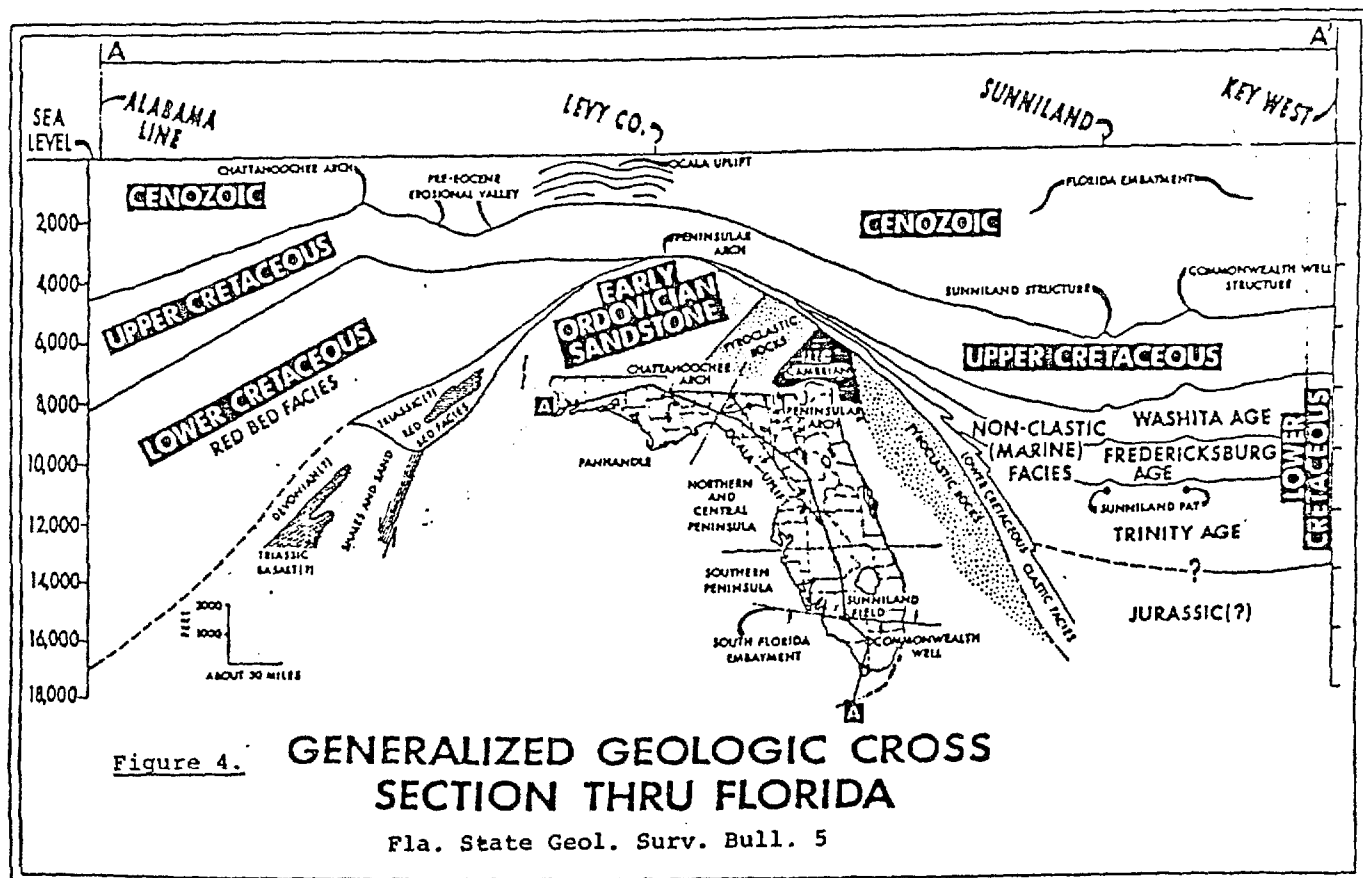 A
A'
ALABAMA
LINE
LEVY CO.
SUNNILAND
KEY WEST
SEA
LEVEL
CHATTAHOOCHEE ARCH
PRE-EOCENE
EROSIONAL VALLEY
OCALA UPLIFT
FLORIDA EMBAYMENT
CENOZOIC
CENOZOIC
2,000
4,000
6,000
8,000
10,000
12,000
14,000
16,000
18,000
PENINSULAR
ARCH
UPPER CRETACEOUS
EARLY
ORDOVICIAN
SANDSTONE
SUNNILAND STRUCTURE
COMMONWEALTH WELL
STRUCTURE
UPPER CRETACEOUS
LOWER CRETACEOUS
RED BED FACIES
TRIASSIC(?)
RED BEDS
RED FACIES
PYROCLASTIC
ROCKS
CAMBRIAN
CHATTAHOOCHEE
ARCH
A
PENINSULAR
ARCH
PANHANDLE
OCALA UPLIFT
NORTHERN
AND
CENTRAL
PENINSULA
SOUTHERN
PENINSULA
SOUTH FLORIDA
EMBAYMENT
SUNNILAND
FIELD
COMMONWEALTH
WELL
A
PYROCLASTIC ROCKS
LOWER CRETACEOUS CLASTIC FACIES
NON-CLASTIC
(MARINE)
FACIES
WASHITA AGE
FREDERICKSBURG
AGE
SUNNILAND PAY
TRINITY AGE
?
JURASSIC(?)
LOWER
CRETACEOUS
DEVONIAN(?)
TRIASSIC
BASALT(?)
SHALES AND SAND
FEET
ABOUT 30 MILES
Figure 4.
GENERALIZED GEOLOGIC CROSS
SECTION THRU FLORIDA
Fla. State Geol. Surv. Bull. 5